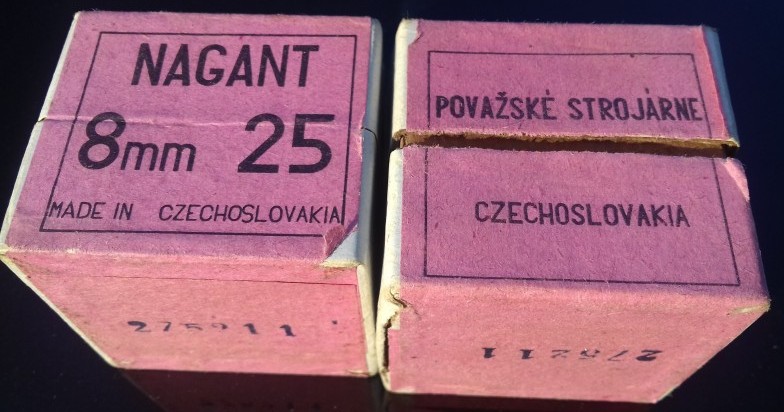 NAGANT
8mm 25
MADE IN CZECHOSLOVAKIA
POVAŽSKÉ STROJÁRNE
CZECHOSLOVAKIA